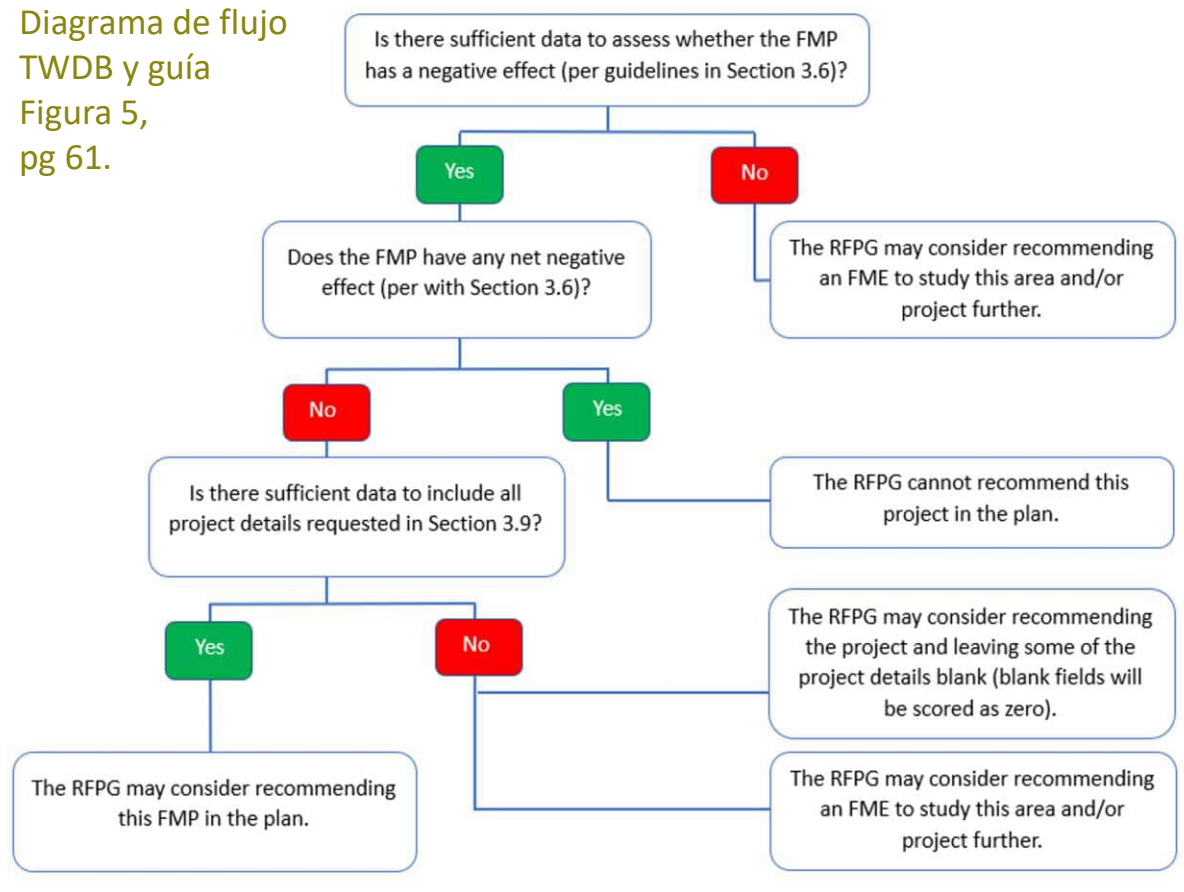 Diagrama de flujo
TWDB y guía
Figura 5,
pg 61.
Is there sufficient data to assess whether the FMP
has a negative effect (per guidelines in Section 3.6)?
Yes
No
Does the FMP have any net negative
effect (per with Section 3.6)?
The RFPG may consider recommending
an FME to study this area and/or
project further.
No
Yes
Is there sufficient data to include all
project details requested in Section 3.9?
The RFPG cannot recommend this
project in the plan.
Yes
No
The RFPG may consider recommending
the project and leaving some of the
project details blank (blank fields will
be scored as zero).
The RFPG may consider recommending
this FMP in the plan.
The RFPG may consider recommending
an FME to study this area and/or
project further.